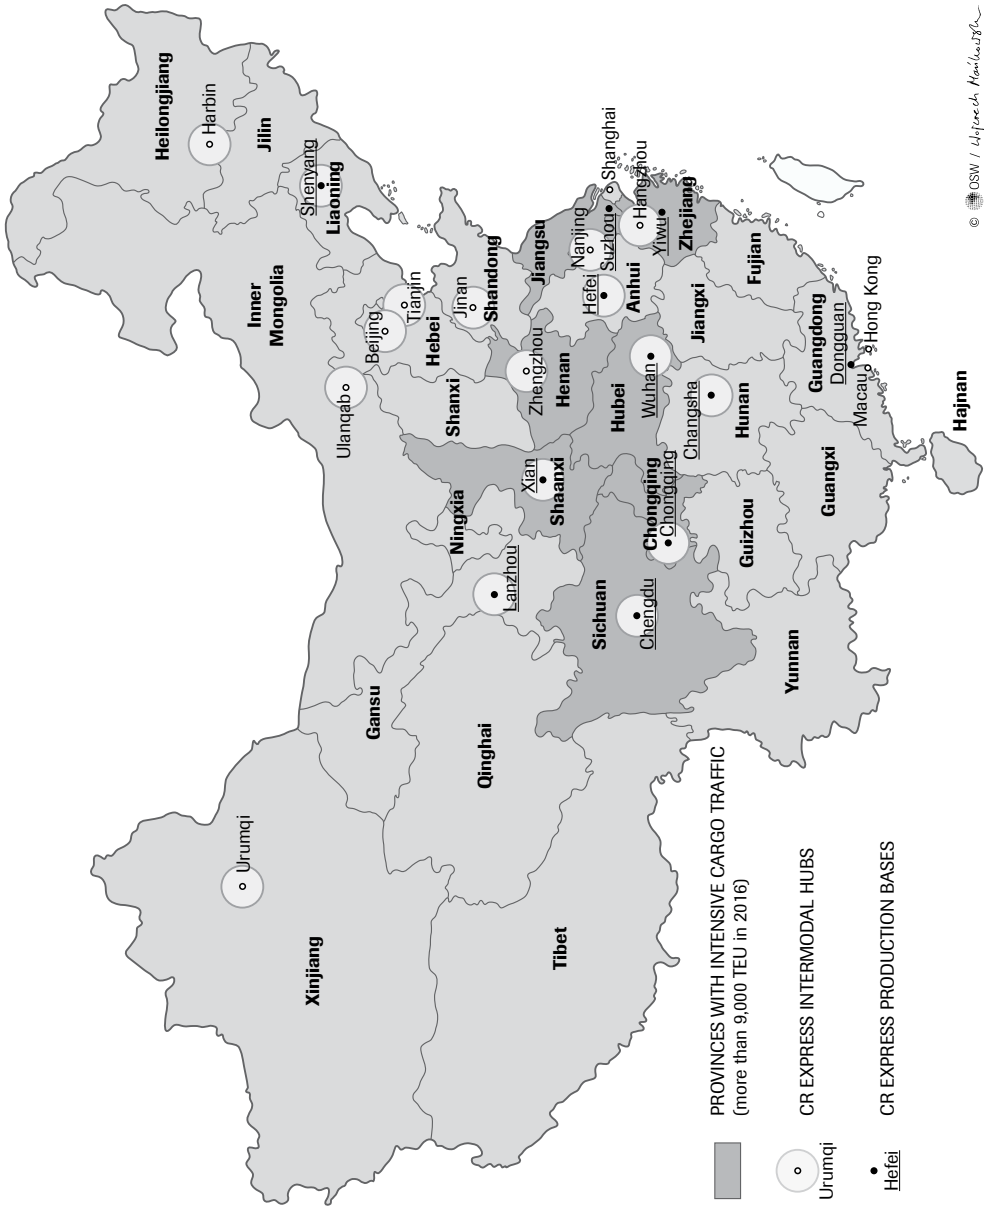 Heilongjiang
Harbin
Jilin
Shenyang
Liaoning
Inner
Mongolia
Beijing
Tianjin
Ulanqab
Hebei
Jinan
Shandong
Shanxi
Ningxia
Xian
Shaanxi
Lanzhou
Gansu
Qinghai
Urumqi
Xinjiang
Tibet
Zhengzhou
Henan
Jiangsu
Nanjing
Suzhou
Shanghai
Hefei
Anhui
Hangzhou
Yiwu
Zhejiang
Hubei
Wuhan
Chongqing
Chongqing
Sichuan
Chengdu
Changsha
Hunan
Jiangxi
Fujian
Guizhou
Yunnan
Guangxi
Guangdong
Dongguan
Macau
Hong Kong
Hajnan
PROVINCES WITH INTENSIVE CARGO TRAFFIC
(more than 9,000 TEU in 2016)
Urumqi
CR EXPRESS INTERMODAL HUBS
Hefei
CR EXPRESS PRODUCTION BASES
© OSW / Wojciech Mańkowski